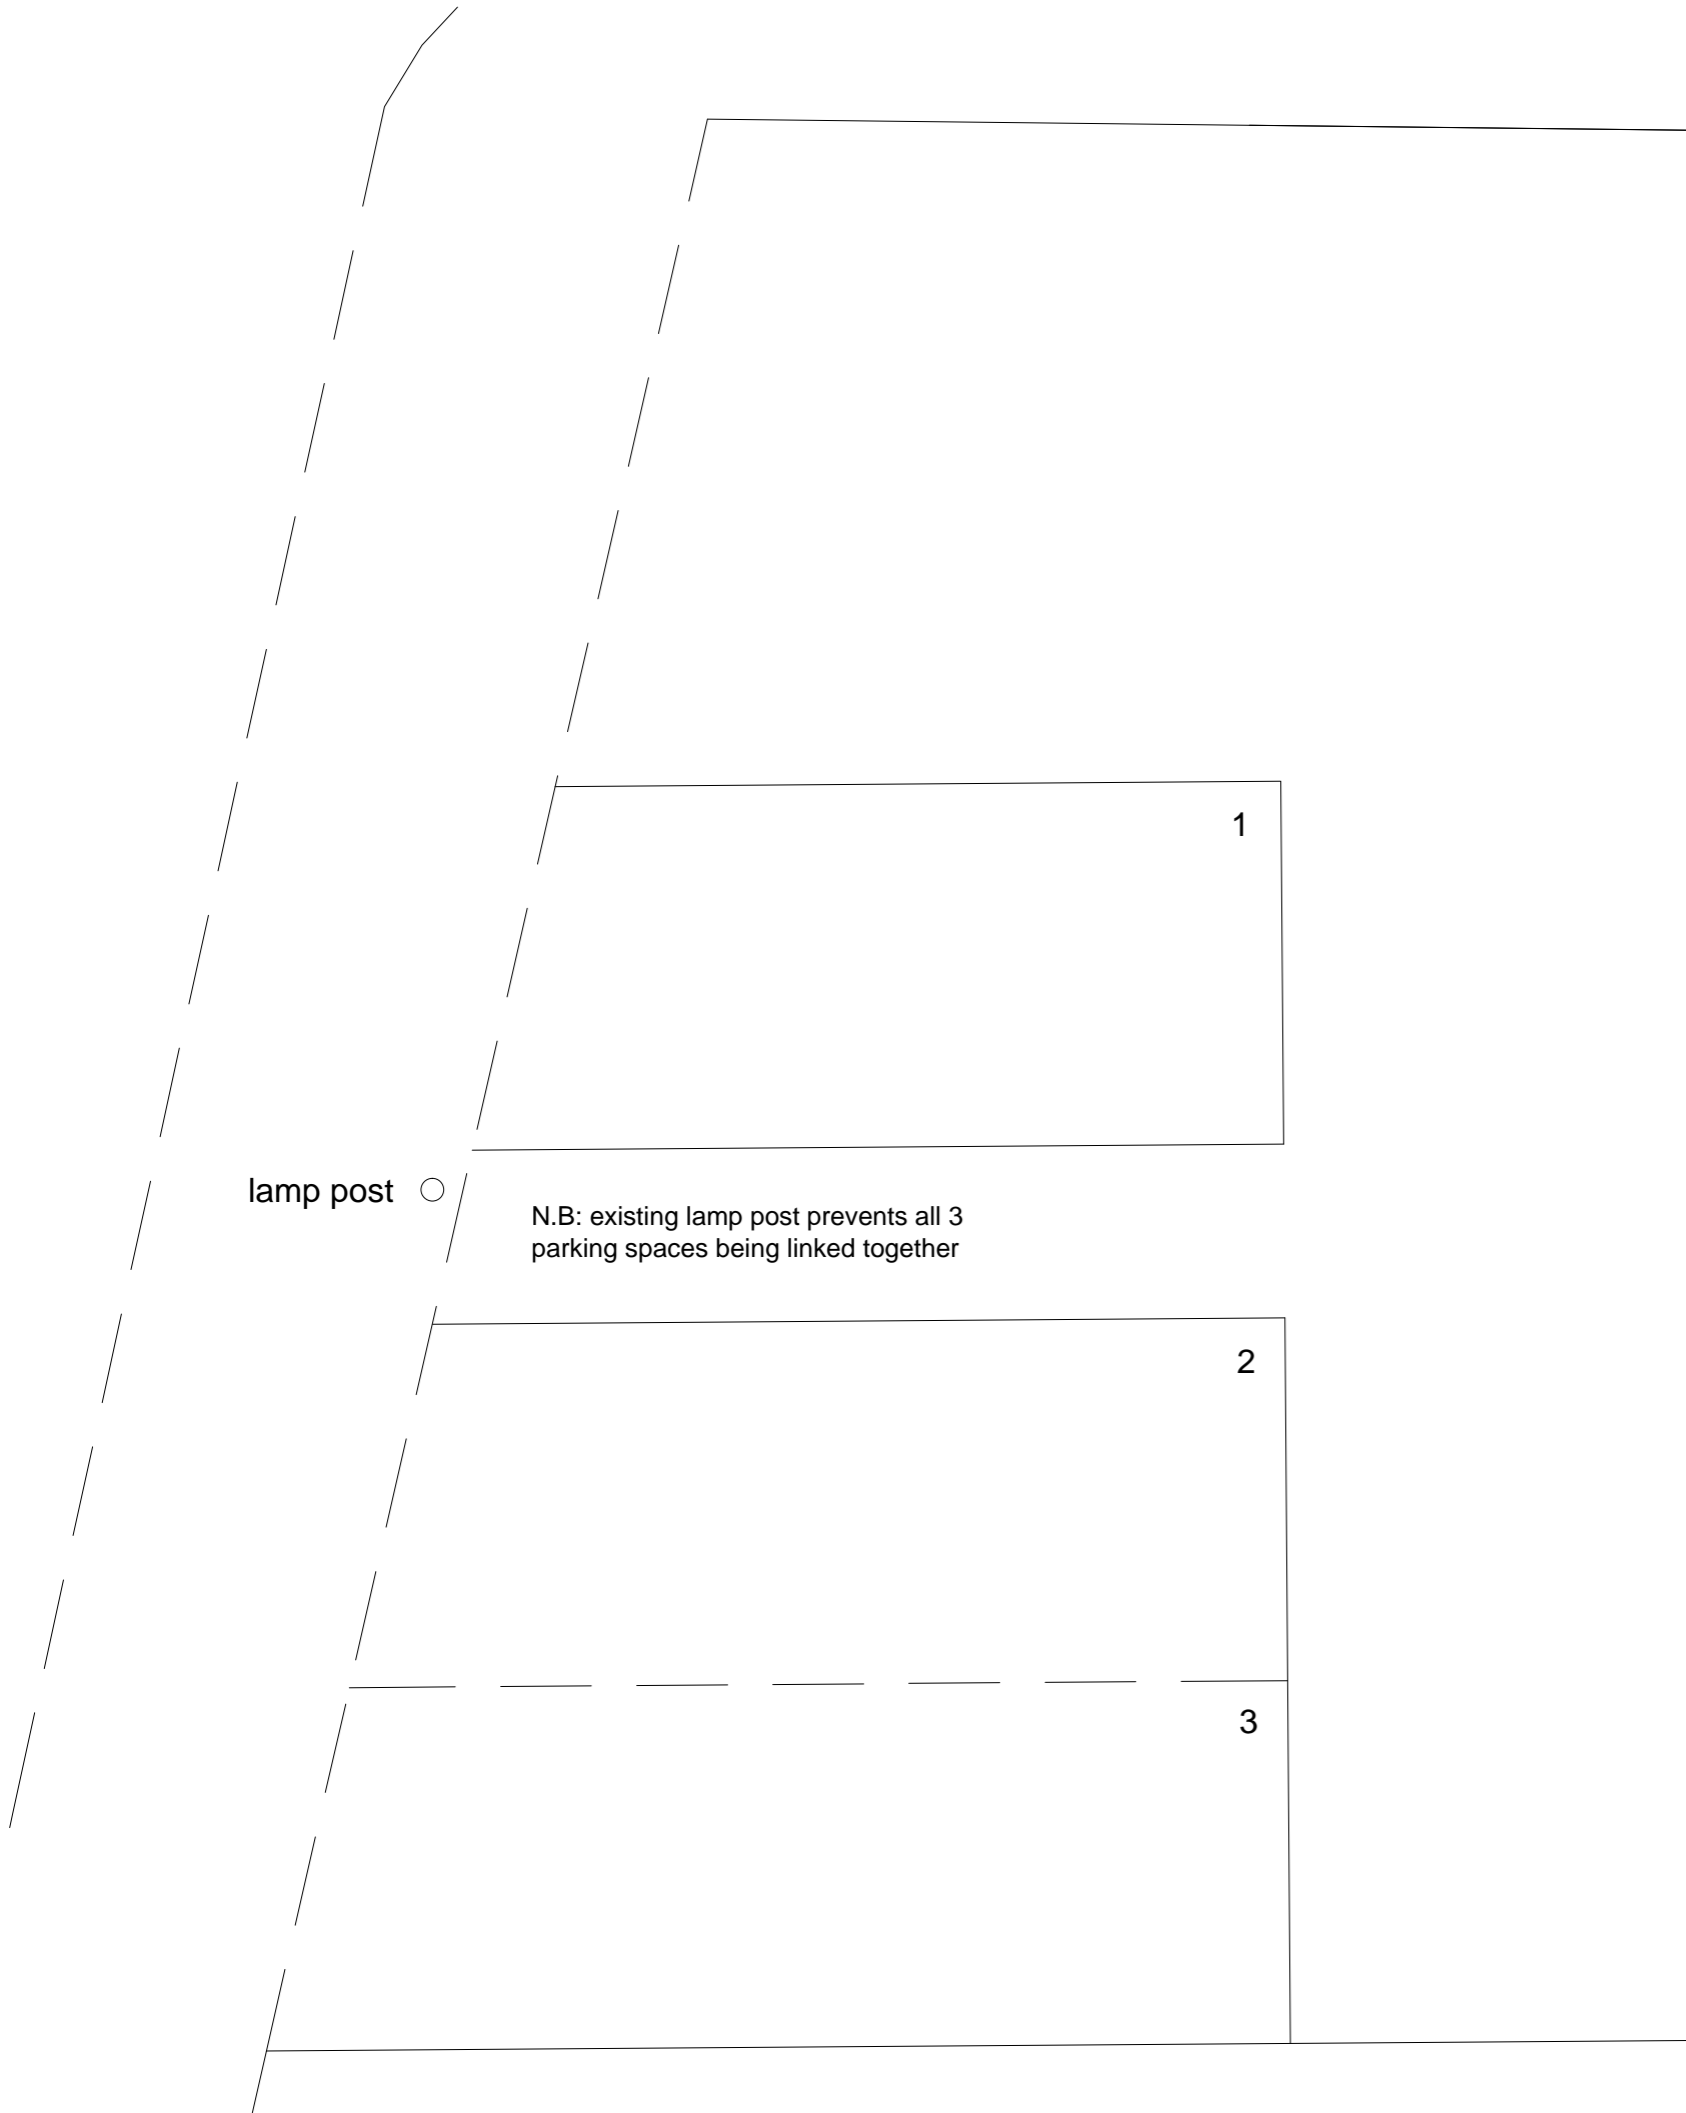 1
lamp post
N.B: existing lamp post prevents all 3
parking spaces being linked together
2
3